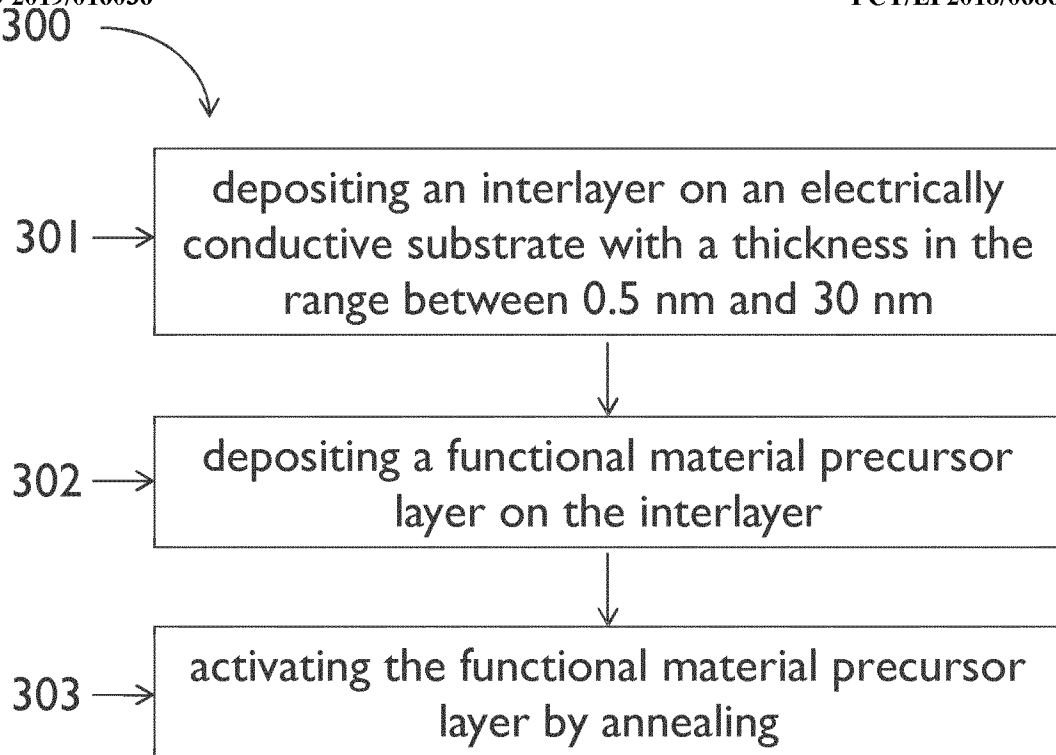 300
301
depositing an interlayer on an electrically
conductive substrate with a thickness in the
range between 0.5 nm and 30 nm
302
depositing a functional material precursor
layer on the interlayer
303
activating the functional material precursor
layer by annealing